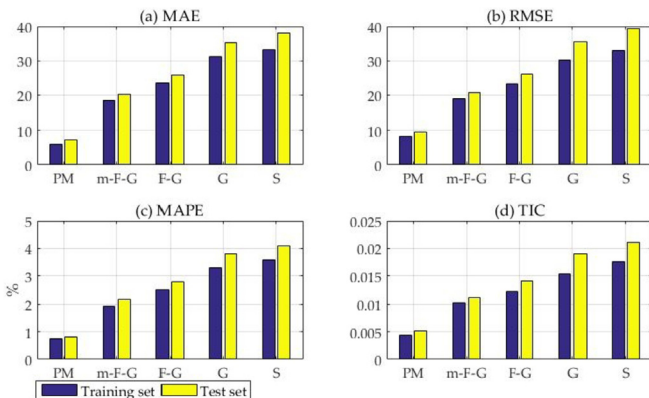 (a) MAE
40
30
20
10
0
PM m-F-G F-G G S
(b) RMSE
40
30
20
10
0
PM m-F-G F-G G S
(c) MAPE
5
4
3
2
1
0
%
PM m-F-G F-G G S
(d) TIC
0.025
0.02
0.015
0.01
0.005
0
PM m-F-G F-G G S
Training set Test set